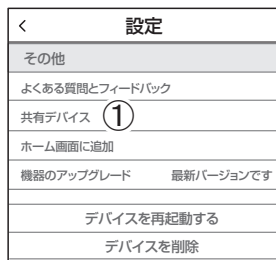 < 設定
その他
よくある質問とフィードバック
共有デバイス ①
ホーム画面に追加
機器のアップグレード 最新バージョンです
デバイスを再起動する
デバイスを削除